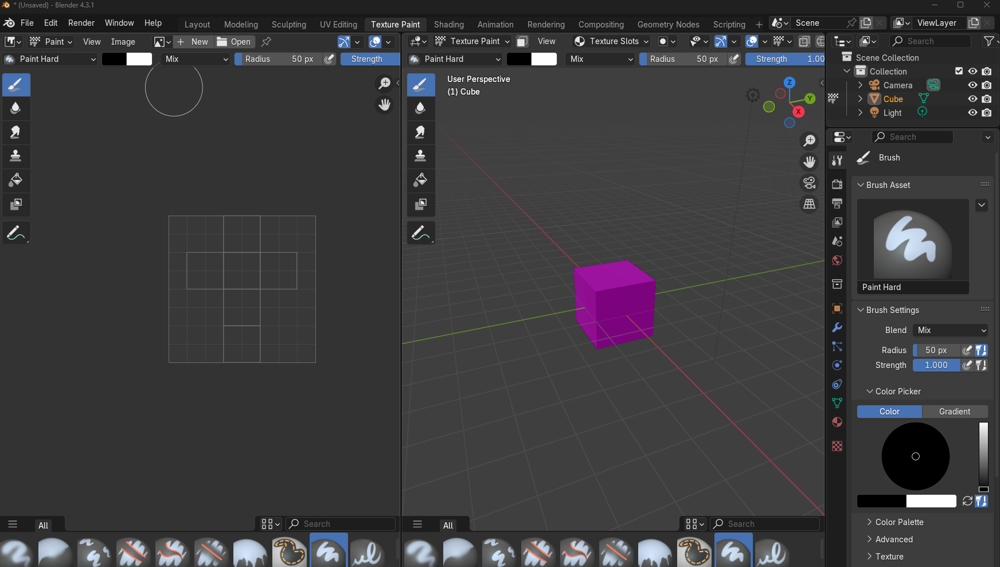 * (Unsaved) - Blender 4.3.1
File Edit Render Window Help Layout Modeling Sculpting UV Editing Texture Paint Shading Animation Rendering Compositing Geometry Nodes Scripting + Scene ViewLayer
Paint View Image + New Open Texture Paint View Texture Slots Search
Paint Hard Mix Radius 50 px Strength Paint Hard Mix Radius 50 px Strength 1.00
Scene Collection
Collection
Camera
Cube
Light
User Perspective
(1) Cube
Z
Y
X
Search
Brush
Brush Asset
Paint Hard
Brush Settings
Blend Mix
Radius 50 px
Strength 1.000
Color Picker
Color Gradient
Color Palette
Advanced
Texture
All Search All Search